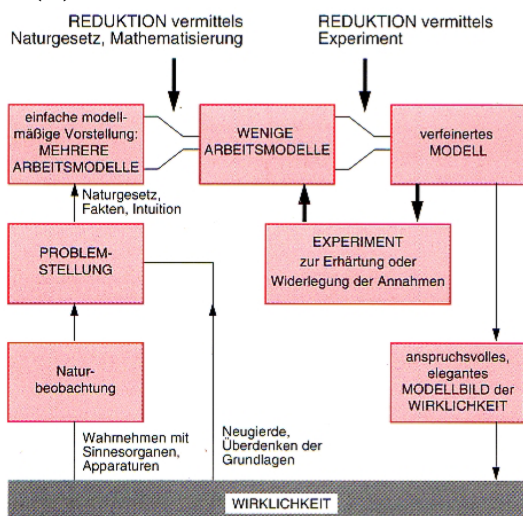 REDUKTION vermittels
Naturgesetz, Mathematisierung
REDUKTION vermittels
Experiment
einfache modell-
mäßige Vorstellung:
MEHRERE
ARBEITSMODELLE
WENIGE
ARBEITSMODELLE
verfeinertes
MODELL
Naturgesetz,
Fakten, Intuition
PROBLEM-
STELLUNG
EXPERIMENT
zur Erhärtung oder
Widerlegung der Annahmen
Natur-
beobachtung
anspruchsvolles,
elegantes
MODELLBILD der
WIRKLICHKEIT
Wahrnehmen mit
Sinnesorganen,
Apparaturen
Neugierde,
Überdenken der
Grundlagen
WIRKLICHKEIT